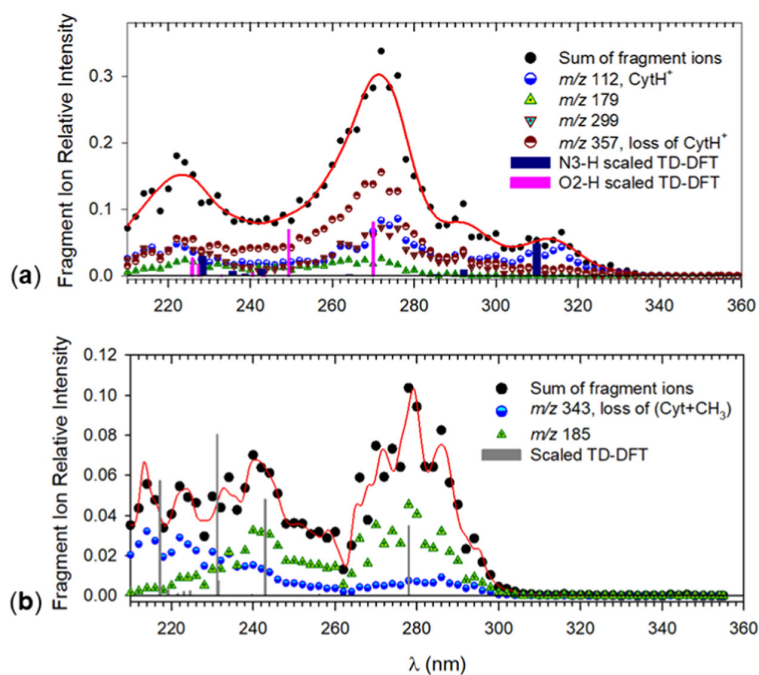 (a)
Fragment Ion Relative Intensity
0.3
0.2
0.1
0.0
Sum of fragment ions
m/z 112, CytH⁺
m/z 179
m/z 299
m/z 357, loss of CytH⁺
N3-H scaled TD-DFT
O2-H scaled TD-DFT
220 240 260 280 300 320 340 360
(b)
Fragment Ion Relative Intensity
0.12
0.10
0.08
0.06
0.04
0.02
0.00
Sum of fragment ions
m/z 343, loss of (Cyt+CH₃)
m/z 185
Scaled TD-DFT
220 240 260 280 300 320 340 360
λ (nm)